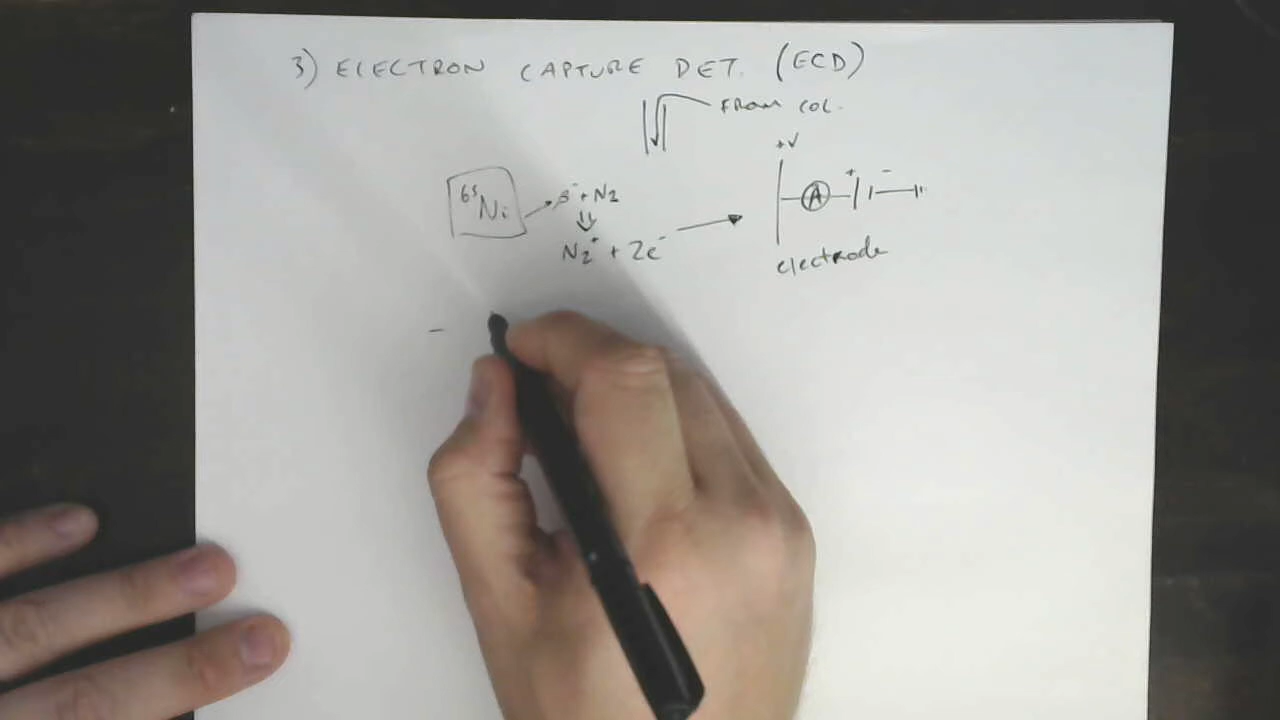 3) ELECTRON CAPTURE DET. (ECD)
FROM COL.
+V
63Ni
β⁻ + N2
+ -
A
N2⁺ + 2e⁻
electrode
-